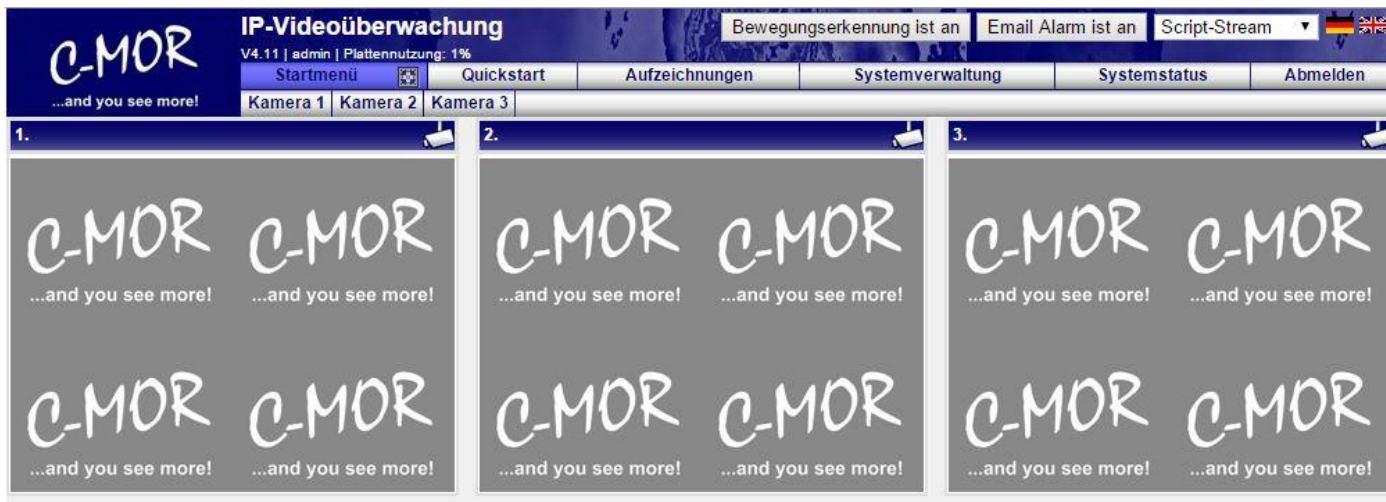 C-MOR
...and you see more!
IP-Videoüberwachung
V4.11 | admin | Plattennutzung: 1%
Bewegungserkennung ist an
Email Alarm ist an
Script-Stream
Startmenü
Quickstart
Aufzeichnungen
Systemverwaltung
Systemstatus
Abmelden
Kamera 1
Kamera 2
Kamera 3
1.
2.
3.
C-MOR C-MOR C-MOR C-MOR C-MOR C-MOR
...and you see more! ...and you see more! ...and you see more! ...and you see more! ...and you see more! ...and you see more!
C-MOR C-MOR C-MOR C-MOR C-MOR C-MOR
...and you see more! ...and you see more! ...and you see more! ...and you see more! ...and you see more! ...and you see more!